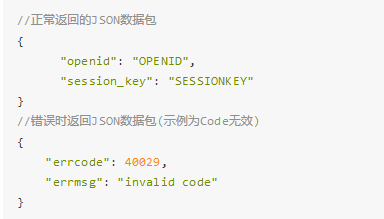 //正常返回的JSON数据包
{
"openid": "OPENID",
"session_key": "SESSIONKEY"
}
//错误时返回JSON数据包(示例为Code无效)
{
"errcode": 40029,
"errmsg": "invalid code"
}